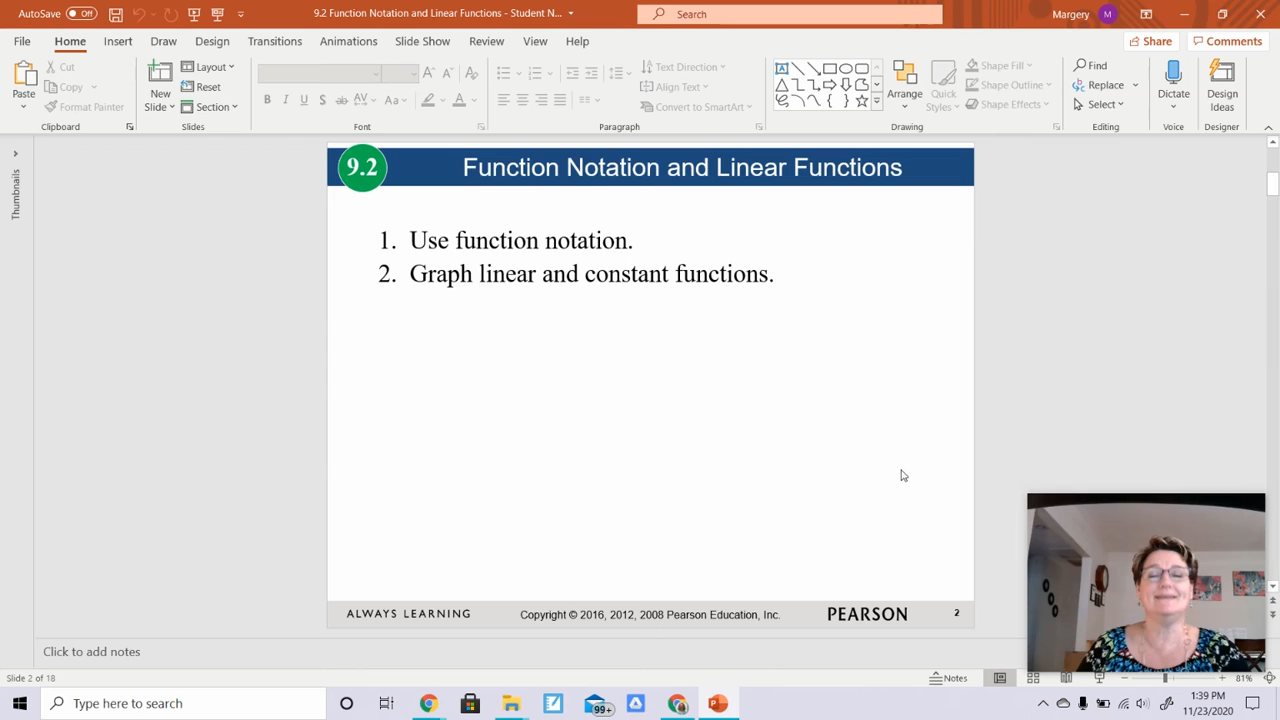 AutoSave Off
9.2 Function Notation and Linear Functions - Student N...
Search
Margery M
File Home Insert Draw Design Transitions Animations Slide Show Review View Help
Share Comments
Paste
Cut
Copy
Format Painter
Clipboard
New Slide
Layout
Reset
Section
Slides
Font
Text Direction
Align Text
Convert to SmartArt
Paragraph
Arrange
Quick Styles
Shape Fill
Shape Outline
Shape Effects
Drawing
Find
Replace
Select
Editing
Dictate
Voice
Design Ideas
Designer
Thumbnails
9.2 Function Notation and Linear Functions
1. Use function notation.
2. Graph linear and constant functions.
ALWAYS LEARNING Copyright © 2016, 2012, 2008 Pearson Education, Inc. PEARSON 2
Click to add notes
Slide 2 of 18 Notes 81%
Type here to search
99+
1:39 PM
11/23/2020